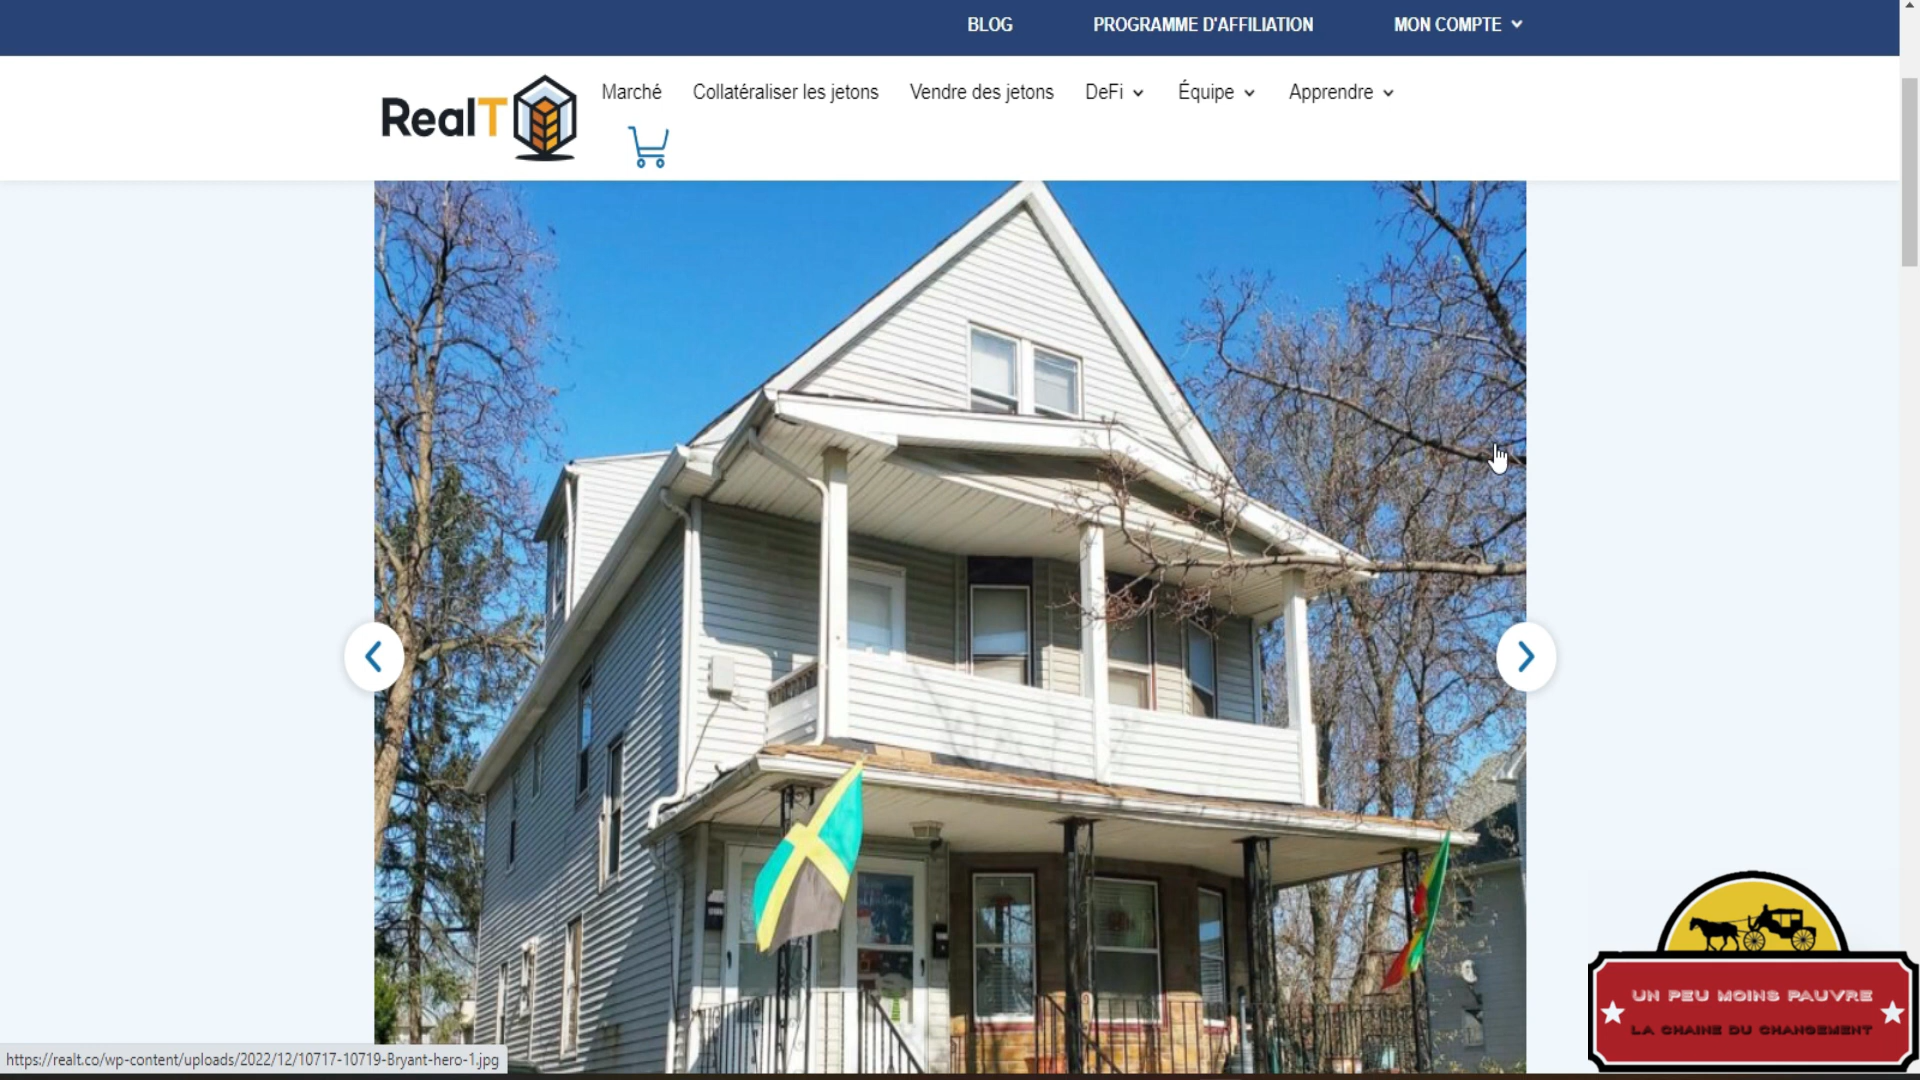 BLOG PROGRAMME D'AFFILIATION MON COMPTE
RealT Marché Collatéraliser les jetons Vendre des jetons DeFi Équipe Apprendre
UN PEU MOINS PAUVRE
LA CHAINE DU CHANGEMENT
https://realt.co/wp-content/uploads/2022/12/10717-10719-Bryant-hero-1.jpg